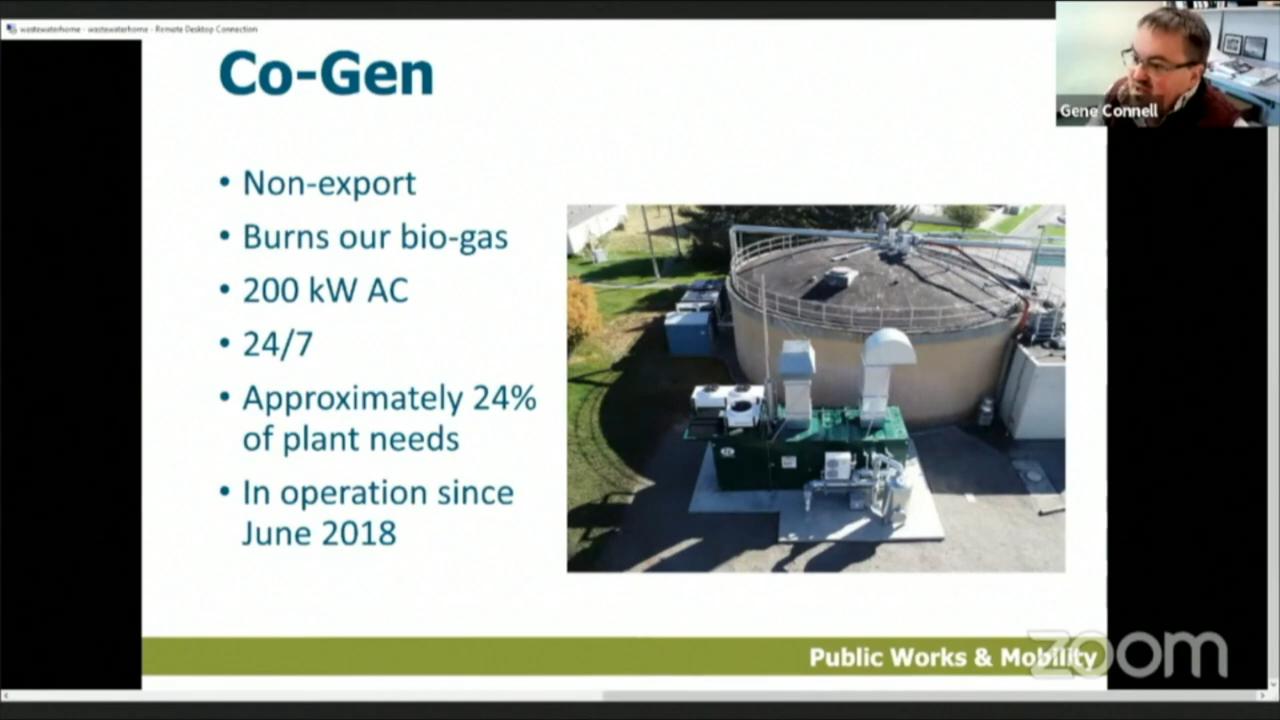 wastewaterhome - wastewaterhome - Remote Desktop Connection
Co-Gen
Gene Connell
• Non-export
• Burns our bio-gas
• 200 kW AC
• 24/7
• Approximately 24%
of plant needs
• In operation since
June 2018
Public Works & Mobility
zoom